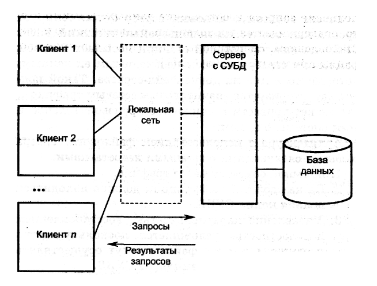 Клиент 1
Сервер
с СУБД
Локальная
сеть
Клиент 2
База
данных
...
Клиент n
Запросы
Результаты
запросов